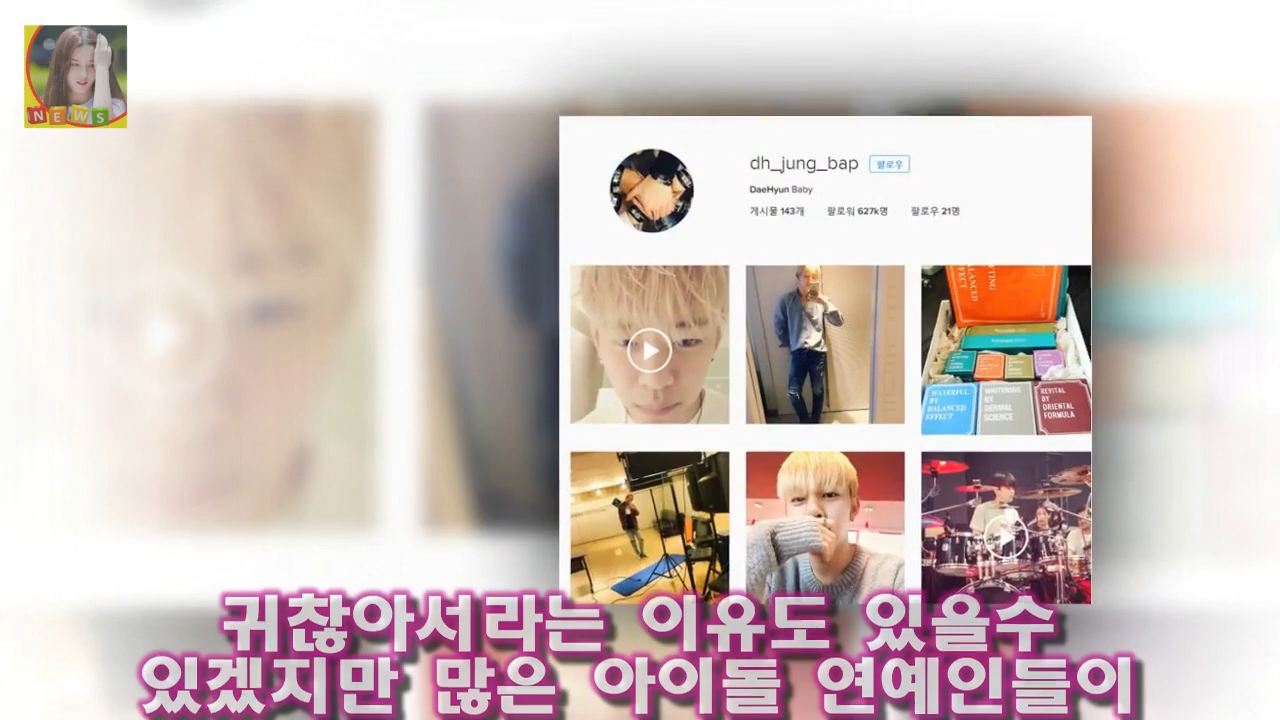 NEWS
dh_jung_bap 팔로우
DaeHyun Baby
게시물 143개 팔로워 627k명 팔로우 21명
BALANCED
EFFECT
WATERFUL
BY
BALANCED
EFFECT
WHITENING
BY
DERMAL
SCIENCE
REVITAL
BY
ORIENTAL
FORMULA
귀찮아서라는 이유도 있을수
있겠지만 많은 아이돌 연예인들이